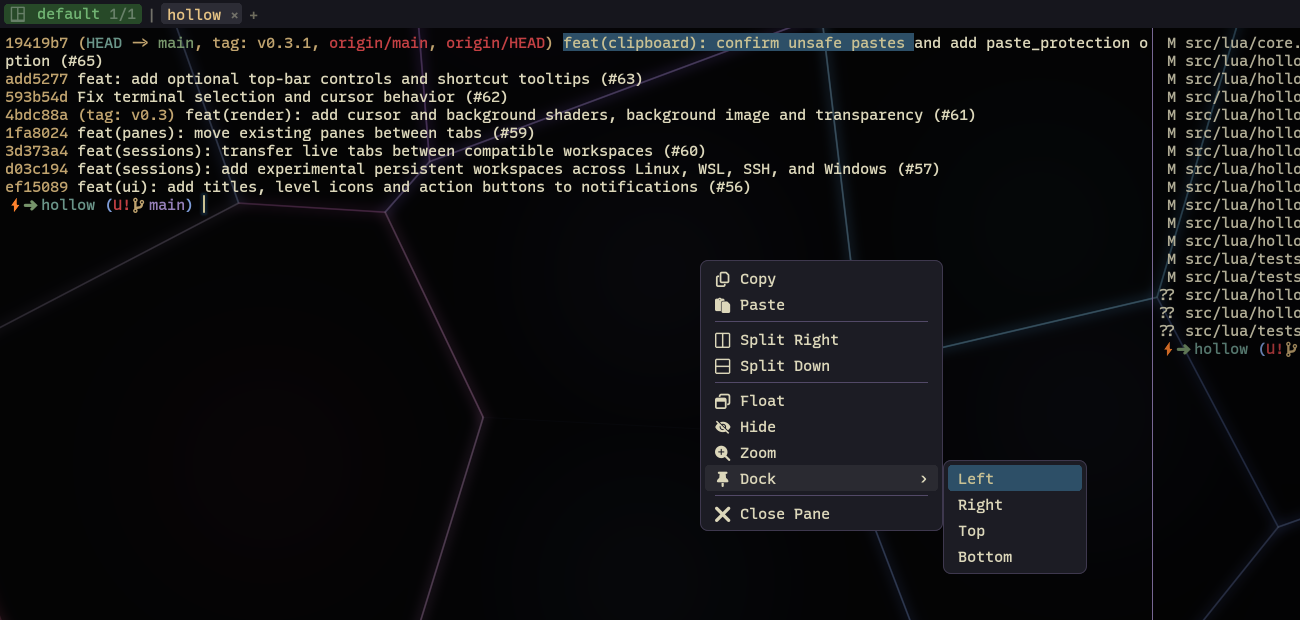 default 1/1 | hollow × +
19419b7 (HEAD -> main, tag: v0.3.1, origin/main, origin/HEAD) feat(clipboard): confirm unsafe pastes and add paste_protection o
ption (#65)
add5277 feat: add optional top-bar controls and shortcut tooltips (#63)
593b54d Fix terminal selection and cursor behavior (#62)
4bdc88a (tag: v0.3) feat(render): add cursor and background shaders, background image and transparency (#61)
1fa8024 feat(panes): move existing panes between tabs (#59)
3d373a4 feat(sessions): transfer live tabs between compatible workspaces (#60)
d03c194 feat(sessions): add experimental persistent workspaces across Linux, WSL, SSH, and Windows (#57)
ef15089 feat(ui): add titles, level icons and action buttons to notifications (#56)
hollow (U! main)
M src/lua/core.
M src/lua/hollo
M src/lua/hollo
M src/lua/hollo
M src/lua/hollo
M src/lua/hollo
M src/lua/hollo
M src/lua/hollo
M src/lua/hollo
M src/lua/hollo
M src/lua/hollo
M src/lua/hollo
M src/lua/tests
M src/lua/tests
?? src/lua/hollo
?? src/lua/hollo
?? src/lua/tests
hollow (U!
Copy
Paste
Split Right
Split Down
Float
Hide
Zoom
Dock >
Close Pane
Left
Right
Top
Bottom